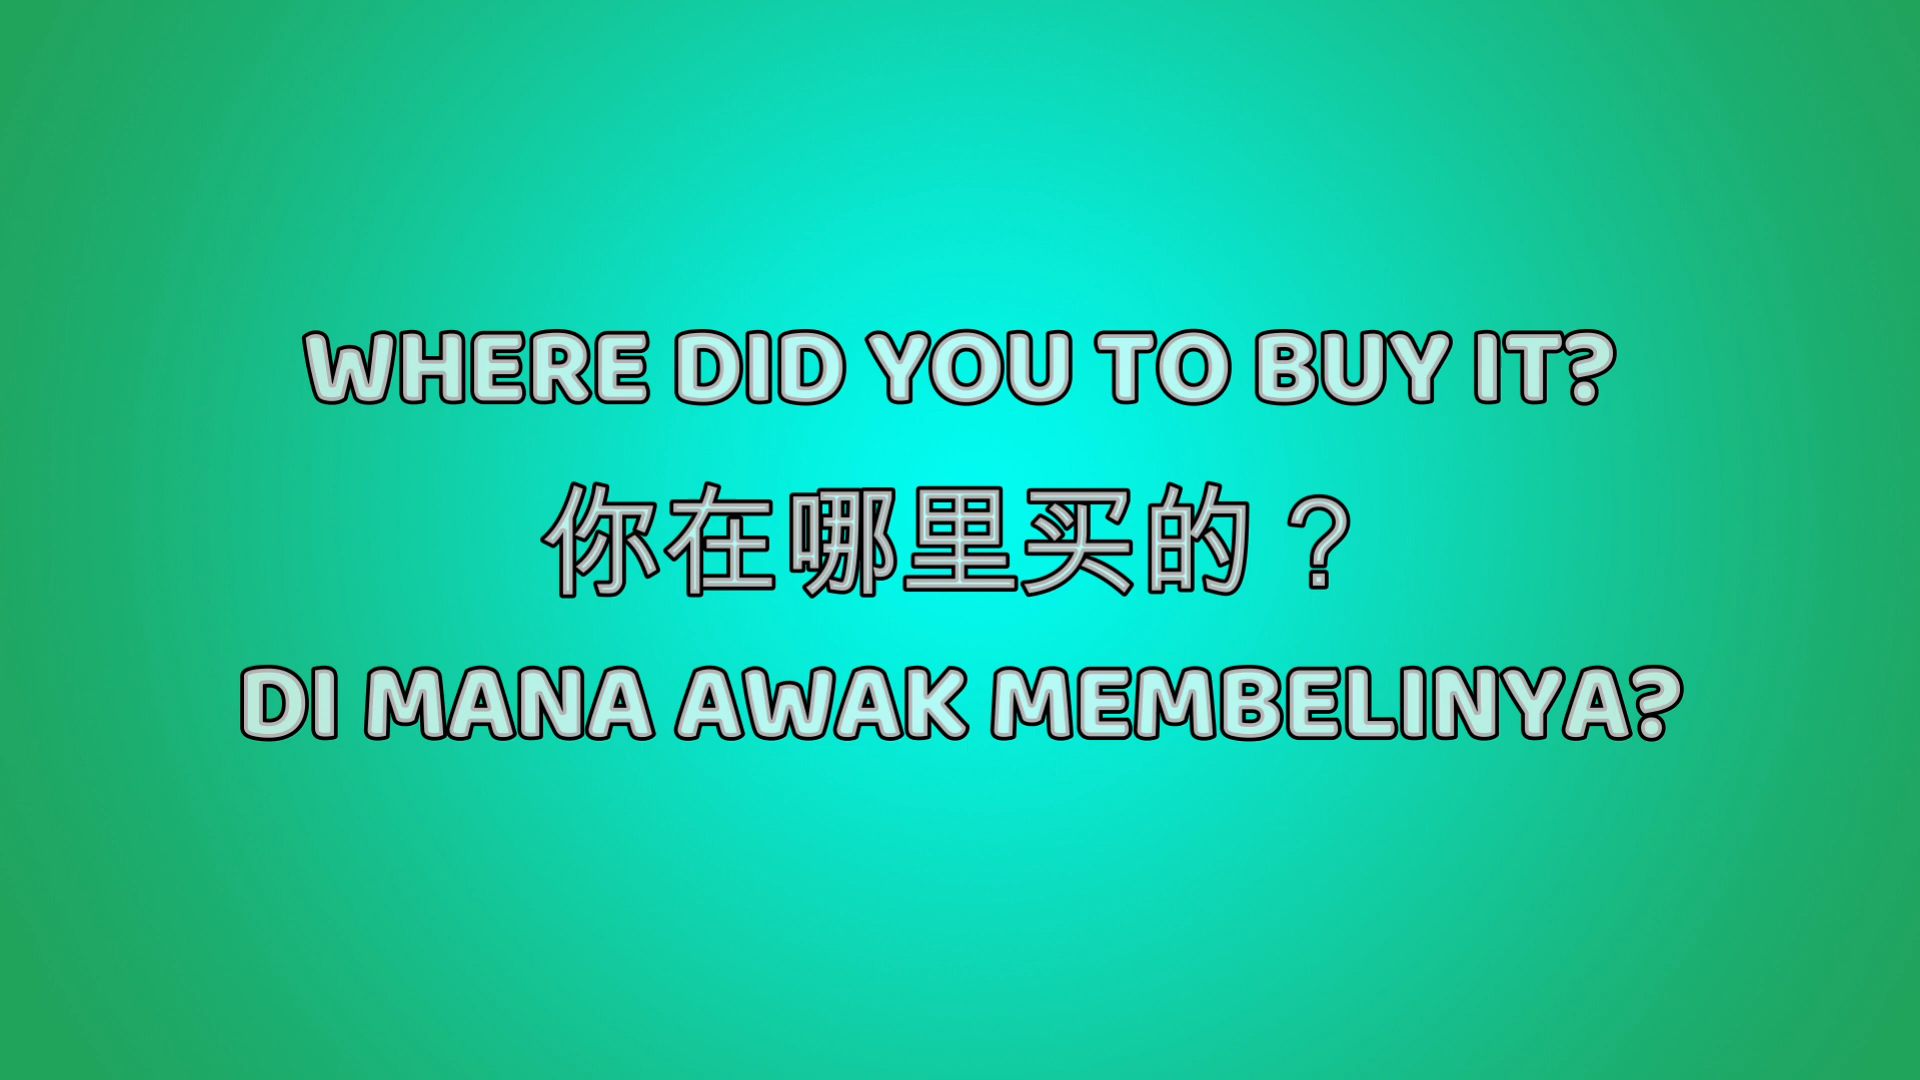 WHERE DID YOU TO BUY IT?
你在哪里买的？
DI MANA AWAK MEMBELINYA?